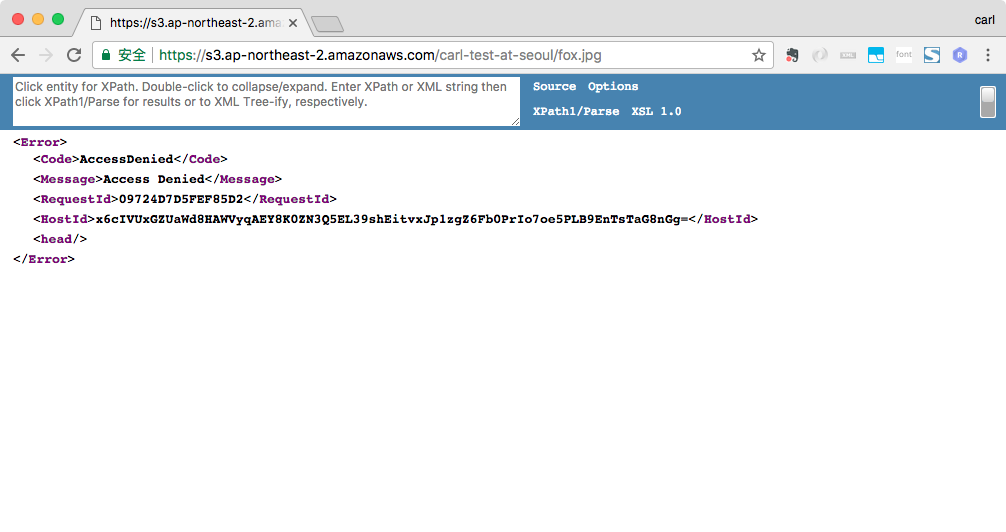 https://s3.ap-northeast-2.ama
carl
安全
https://s3.ap-northeast-2.amazonaws.com/carl-test-at-seoul/fox.jpg
XML
font
S
R
Click entity for XPath. Double-click to collapse/expand. Enter XPath or XML string then
click XPath1/Parse for results or to XML Tree-ify, respectively.
Source Options
XPath1/Parse XSL 1.0
<Error>
<Code>AccessDenied</Code>
<Message>Access Denied</Message>
<RequestId>09724D7D5FEF85D2</RequestId>
<HostId>x6cIVUxGZUaWd8HAWVyqAEY8KOZN3Q5EL39shEitvxJp1zgZ6Fb0PrIo7oe5PLB9EnTsTaG8nGg=</HostId>
<head/>
</Error>